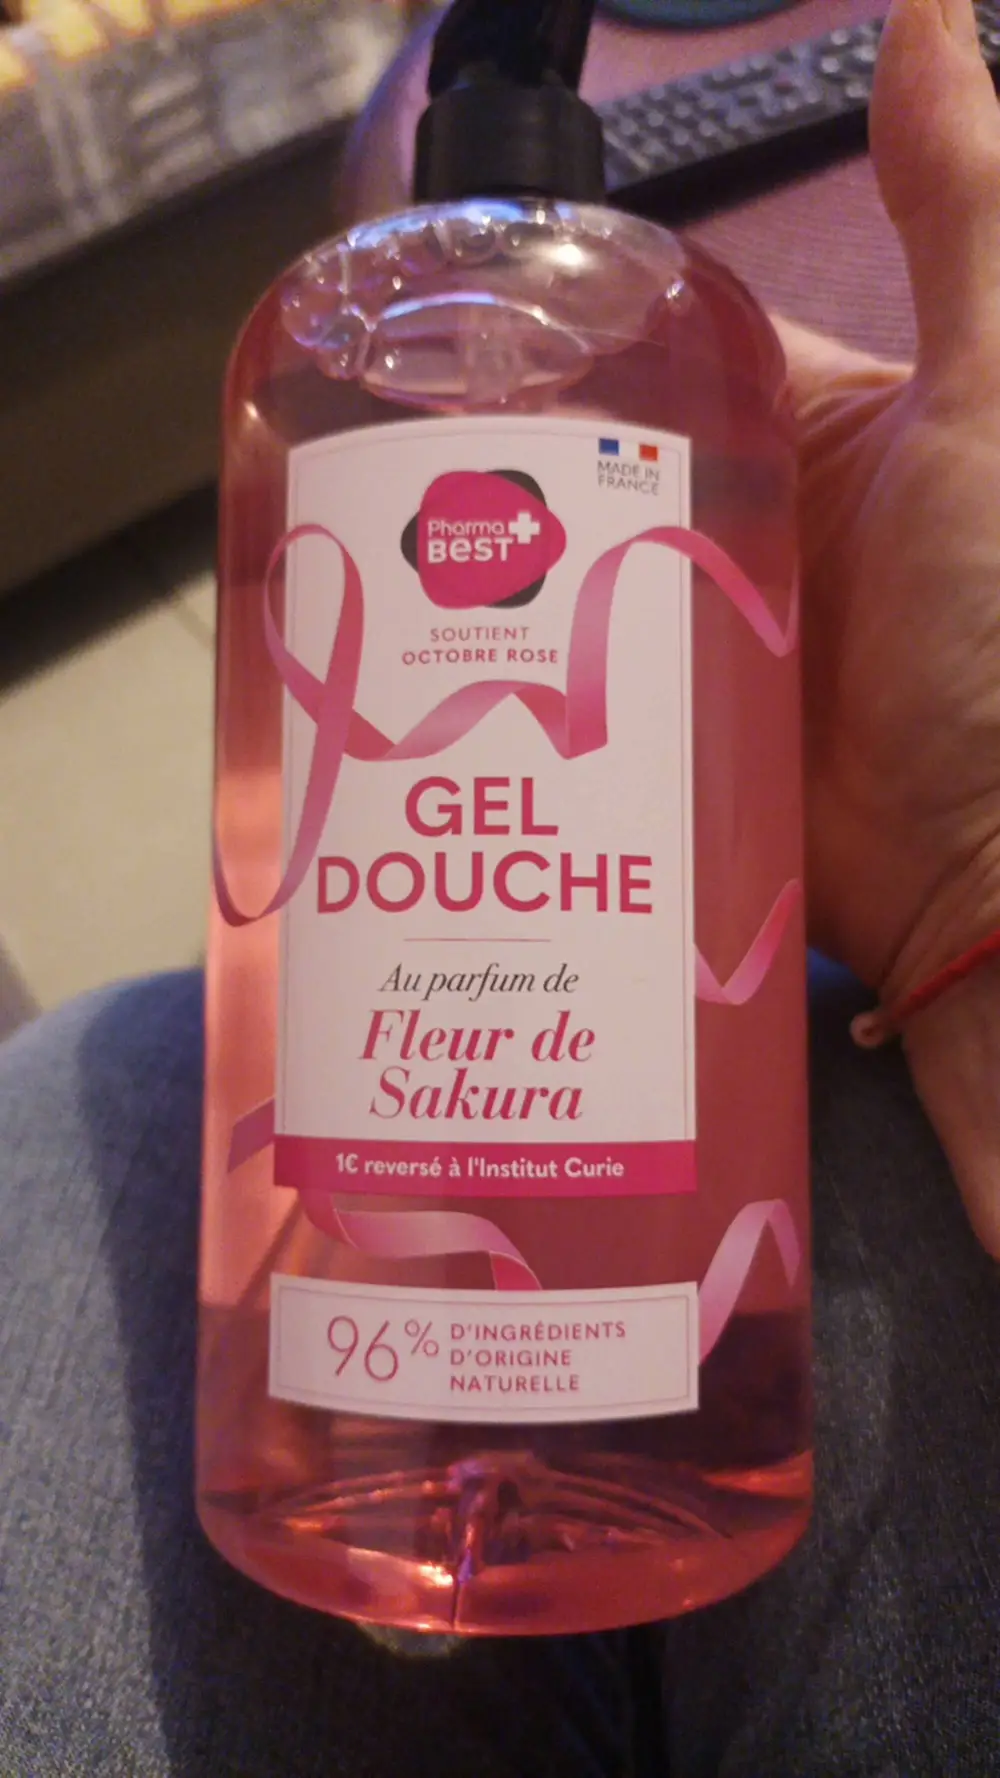 MADE IN
FRANCE
Pharma
BEST
SOUTIENT
OCTOBRE ROSE
GEL
DOUCHE
Au parfum de
Fleur de
Sakura
1€ reversé à l'Institut Curie
96% D'INGRÉDIENTS
D'ORIGINE
NATURELLE